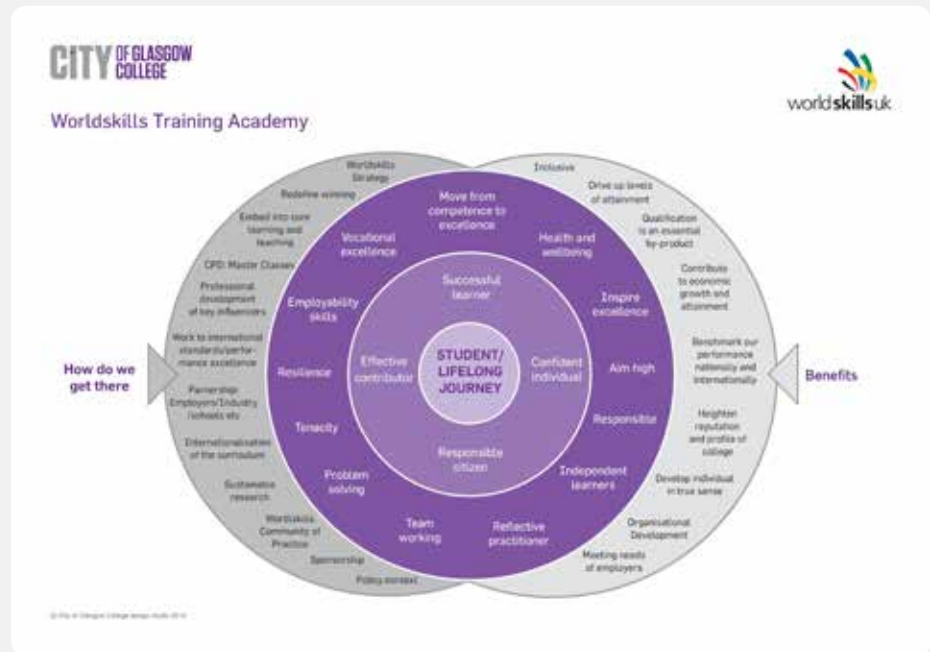 CITY OF GLASGOW
COLLEGE
worldskillsuk
Worldskills Training Academy
How do we
get there
Worldskills
Strategy
Redefine winning
Embed into core
learning and
teaching
CPD: Master Classes
Professional
development
of key influencers
Work to international
standards/perfor-
mance excellence
Partnership:
Employers/Industry
/schools etc
Internationalisation
of the curriculum
Sustainable
research
Worldskills
Community of
Practice
Sponsorship
Policy context
Move from
competence to
excellence
Vocational
excellence
Health and
wellbeing
Employability
skills
Inspire
excellence
Resilience
Aim high
Tenacity
Responsible
Problem
solving
Independent
learners
Team
working
Reflective
practitioner
Successful
learner
Effective
contributor
Confident
individual
Responsible
citizen
STUDENT/
LIFELONG
JOURNEY
Inclusive
Drive up levels
of attainment
Qualification
is an essential
by-product
Contribute
to economic
growth and
attainment
Benchmark our
performance
nationally and
internationally
Heighten
reputation
and profile of
college
Develop individual
in true sense
Organisational
Development
Meeting needs
of employers
Benefits
© City of Glasgow College design studio